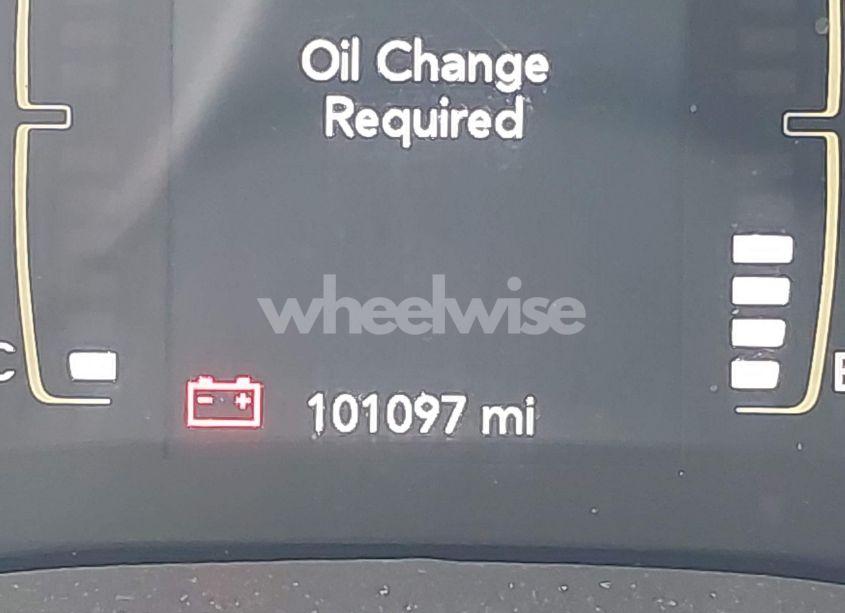 Oil Change
Required
wheelwise
C
E
101097 mi